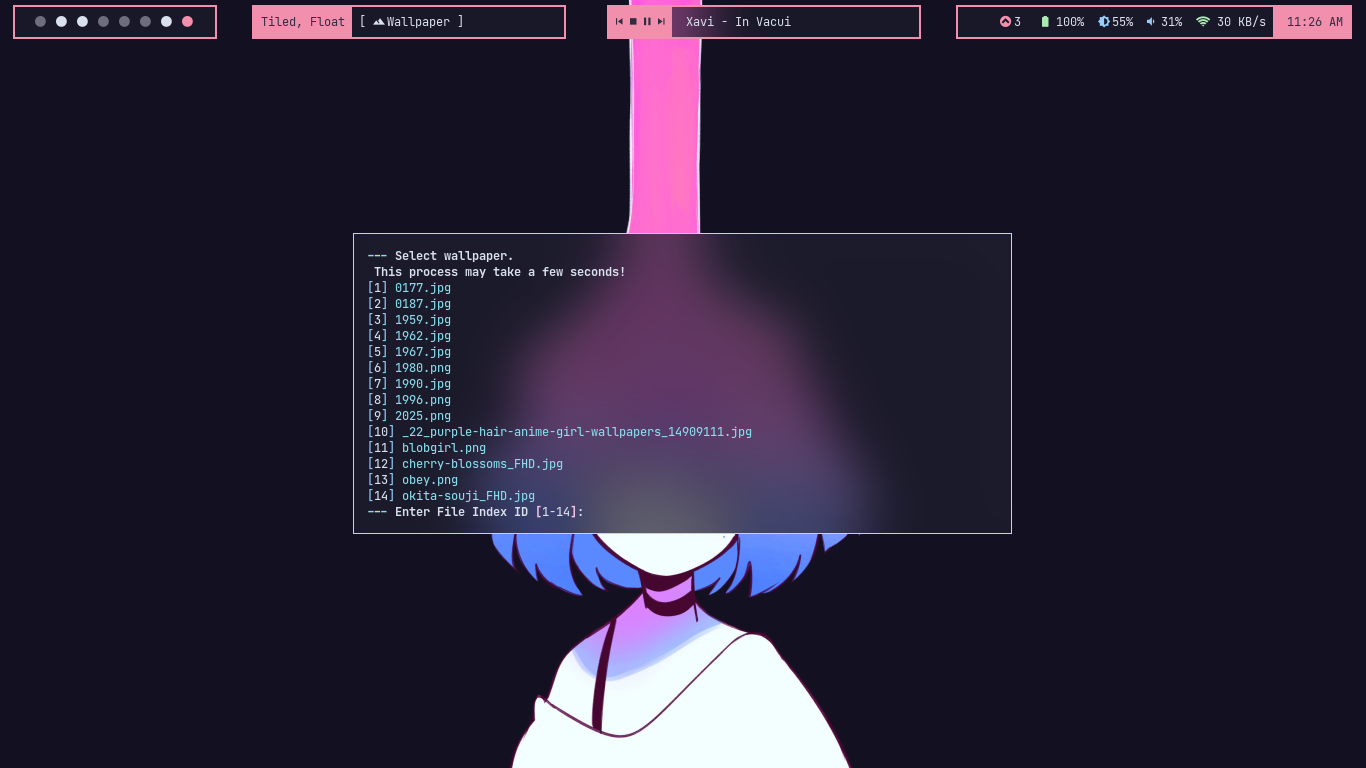 Tiled, Float [ Wallpaper ] Xavi - In Vacui 3 100% 55% 31% 30 KB/s 11:26 AM
--- Select wallpaper.
This process may take a few seconds!
[1] 0177.jpg
[2] 0187.jpg
[3] 1959.jpg
[4] 1962.jpg
[5] 1967.jpg
[6] 1980.png
[7] 1990.jpg
[8] 1996.png
[9] 2025.png
[10] _22_purple-hair-anime-girl-wallpapers_14909111.jpg
[11] blobgirl.png
[12] cherry-blossoms_FHD.jpg
[13] obey.png
[14] okita-souji_FHD.jpg
--- Enter File Index ID [1-14]: